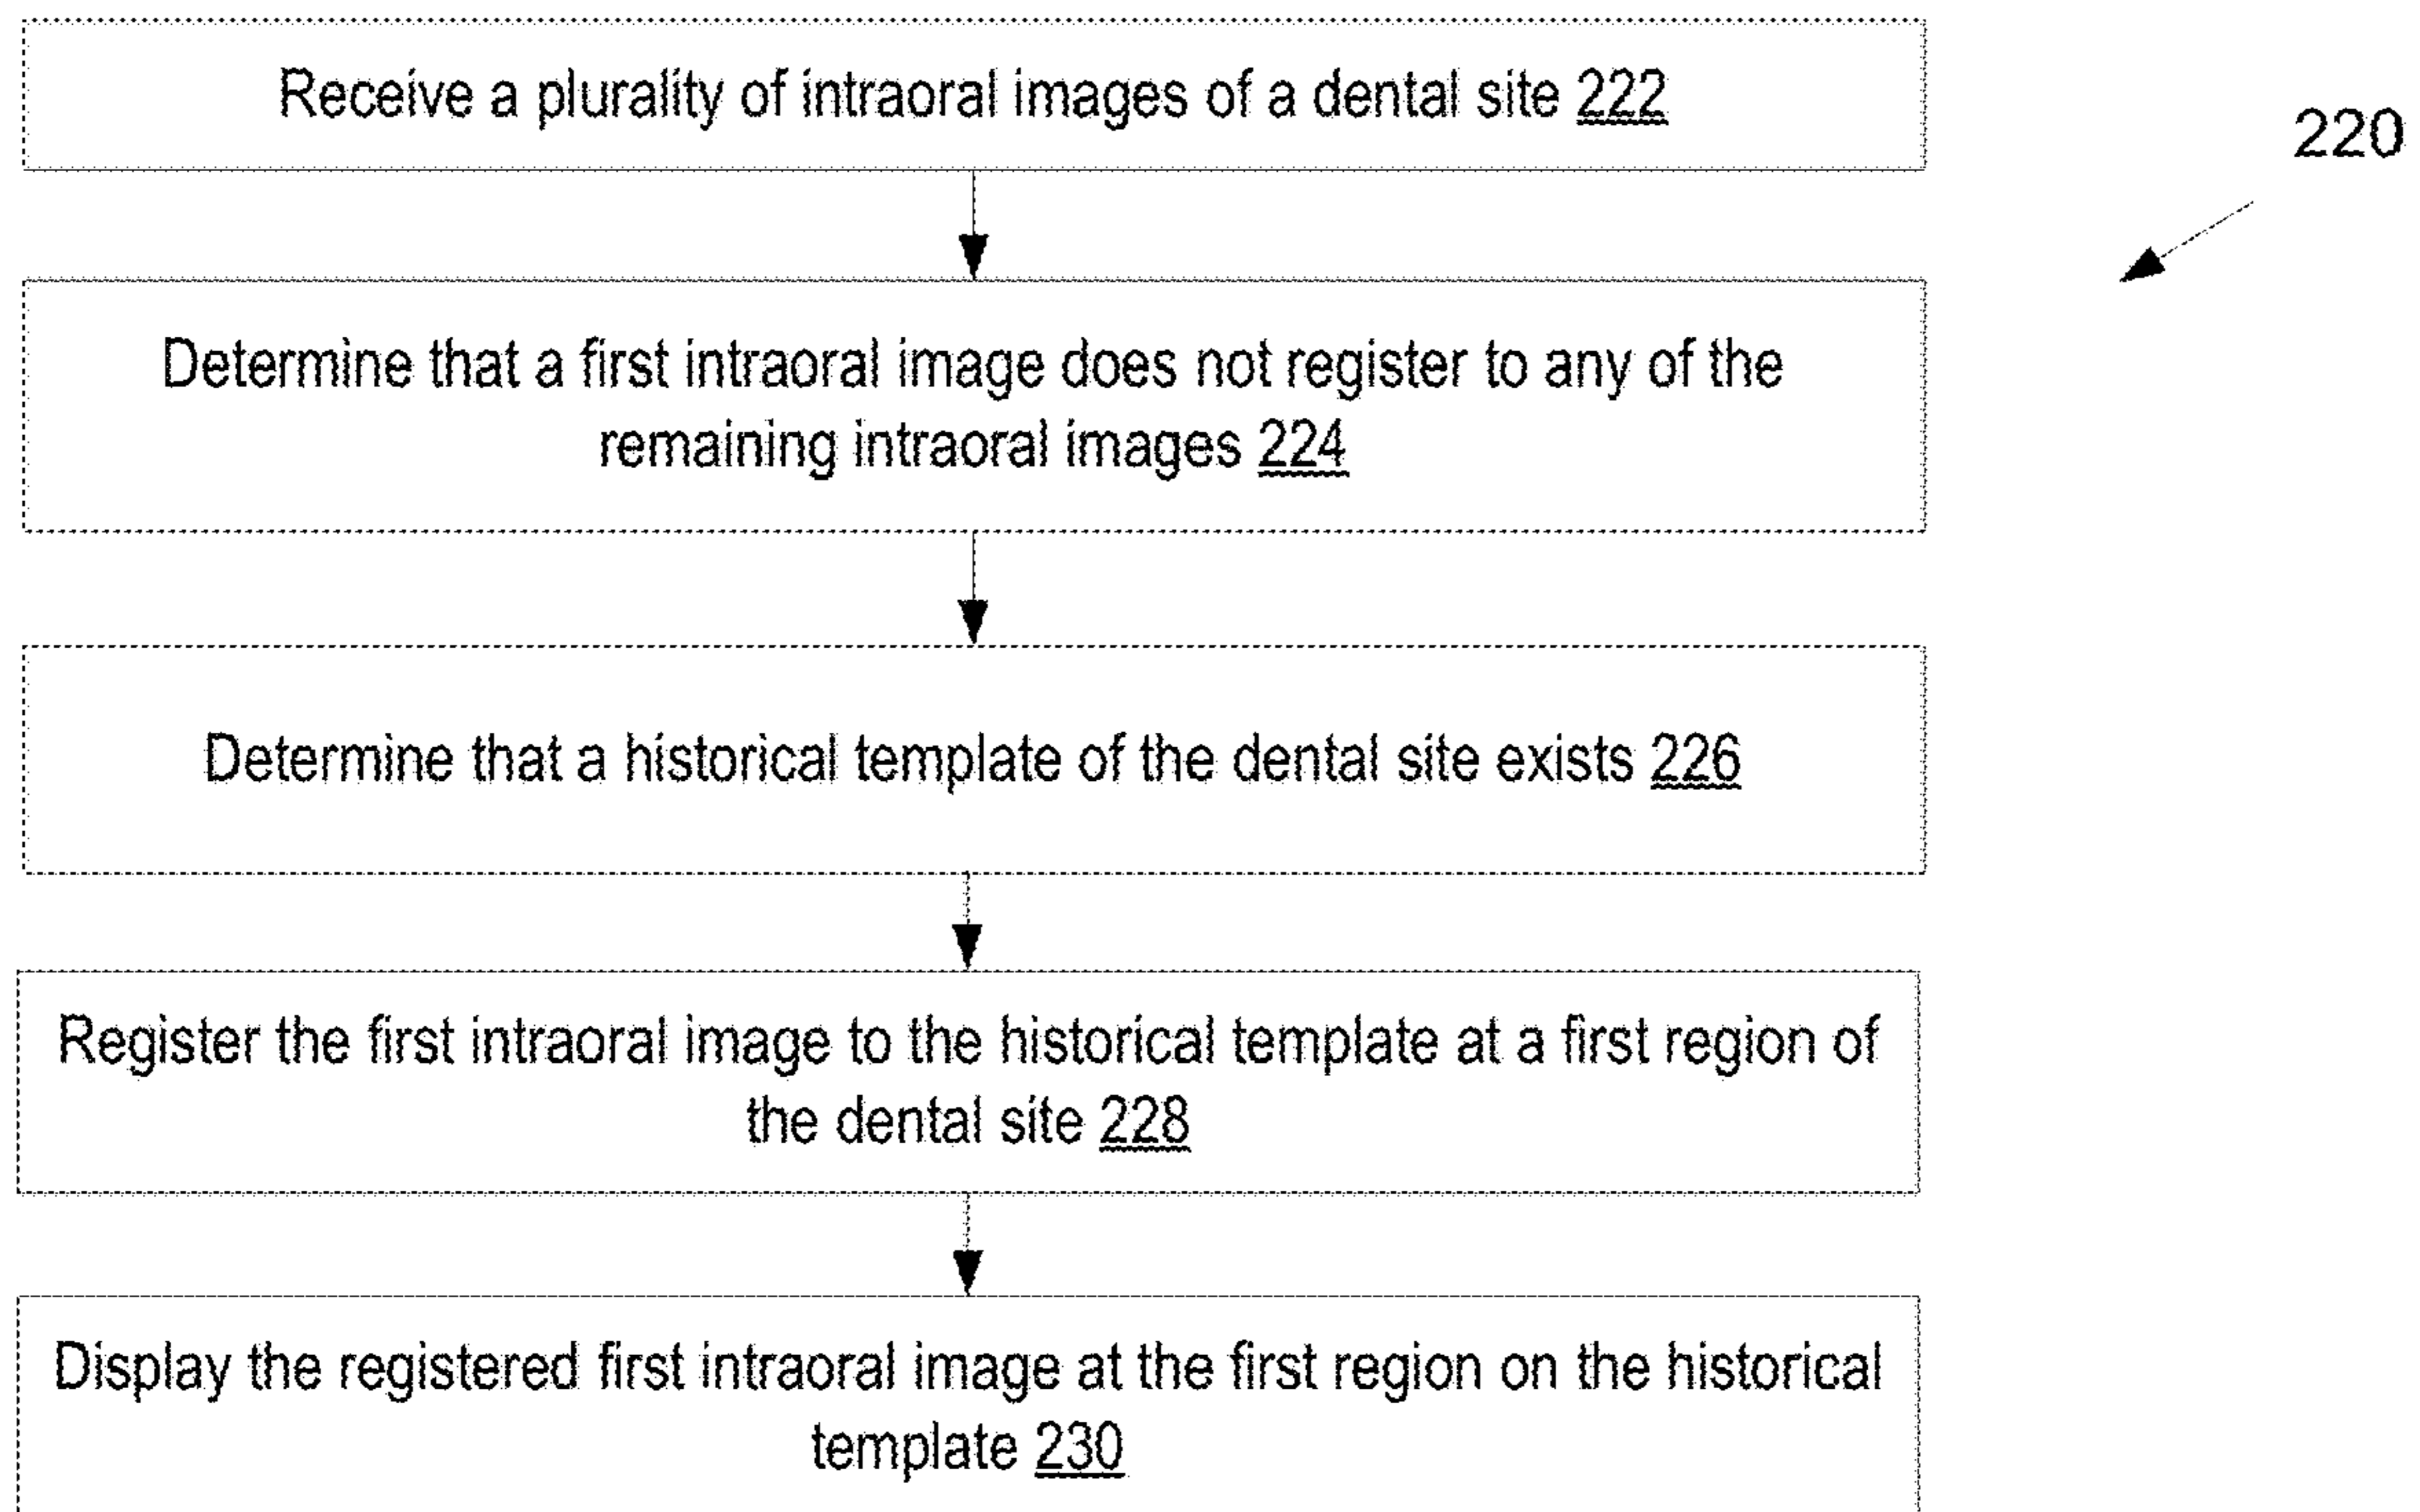 Receive a plurality of intraoral images of a dental site 222
220
Determine that a first intraoral image does not register to any of the
remaining intraoral images 224
Determine that a historical template of the dental site exists 226
Register the first intraoral image to the historical template at a first region of
the dental site 228
Display the registered first intraoral image at the first region on the historical
template 230